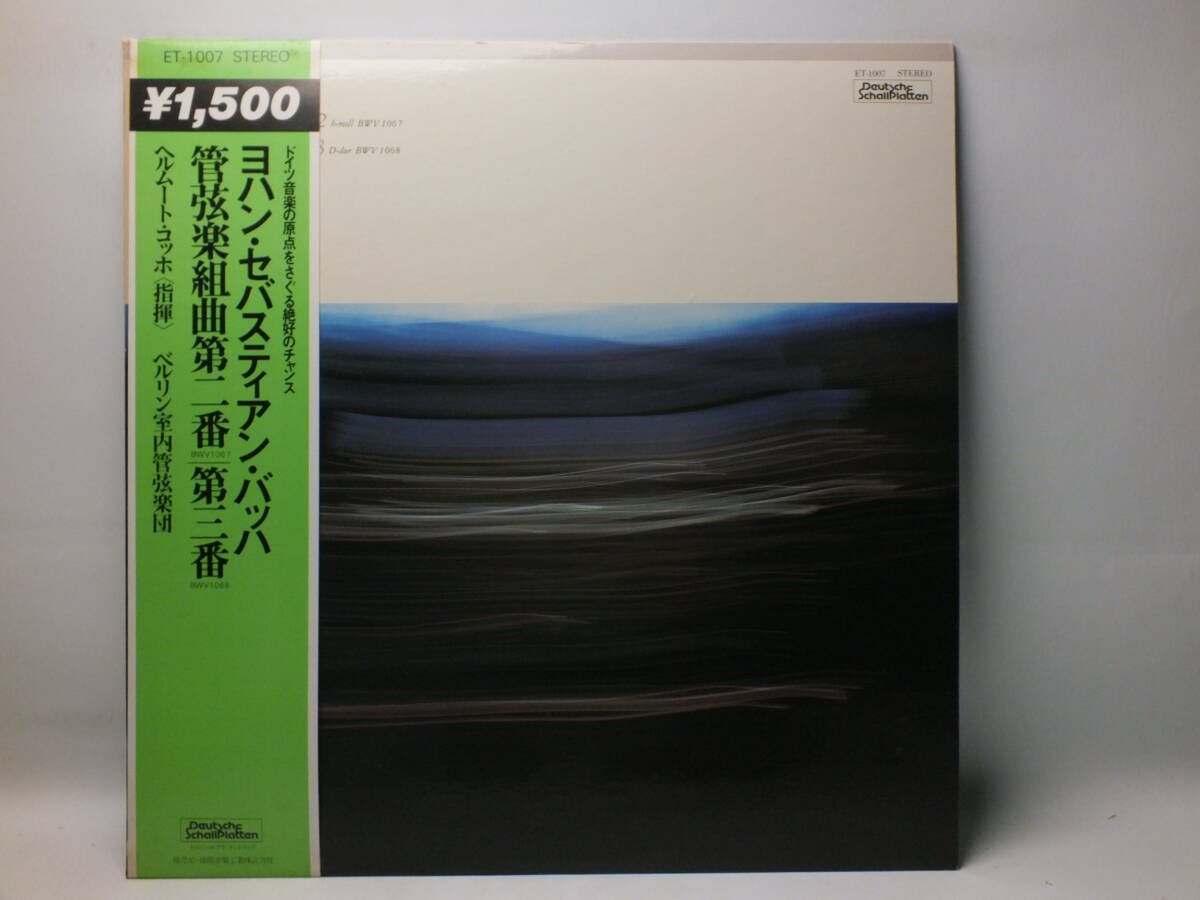 ET-1007 STEREO
¥1,500
ドイツ音楽の原点をさぐる絶好のチャンス
ヨハン・セバスティアン・バッハ
管弦楽組曲第二番 第三番
BWV1067
BWV1068
ヘルムート・コッホ〈指揮〉 ベルリン室内管弦楽団
Deutsche
SchallPlatten
2 h-moll BWV 1067
3 D-dur BWV 1068
ET-1007 STEREO
Deutsche
SchallPlatten